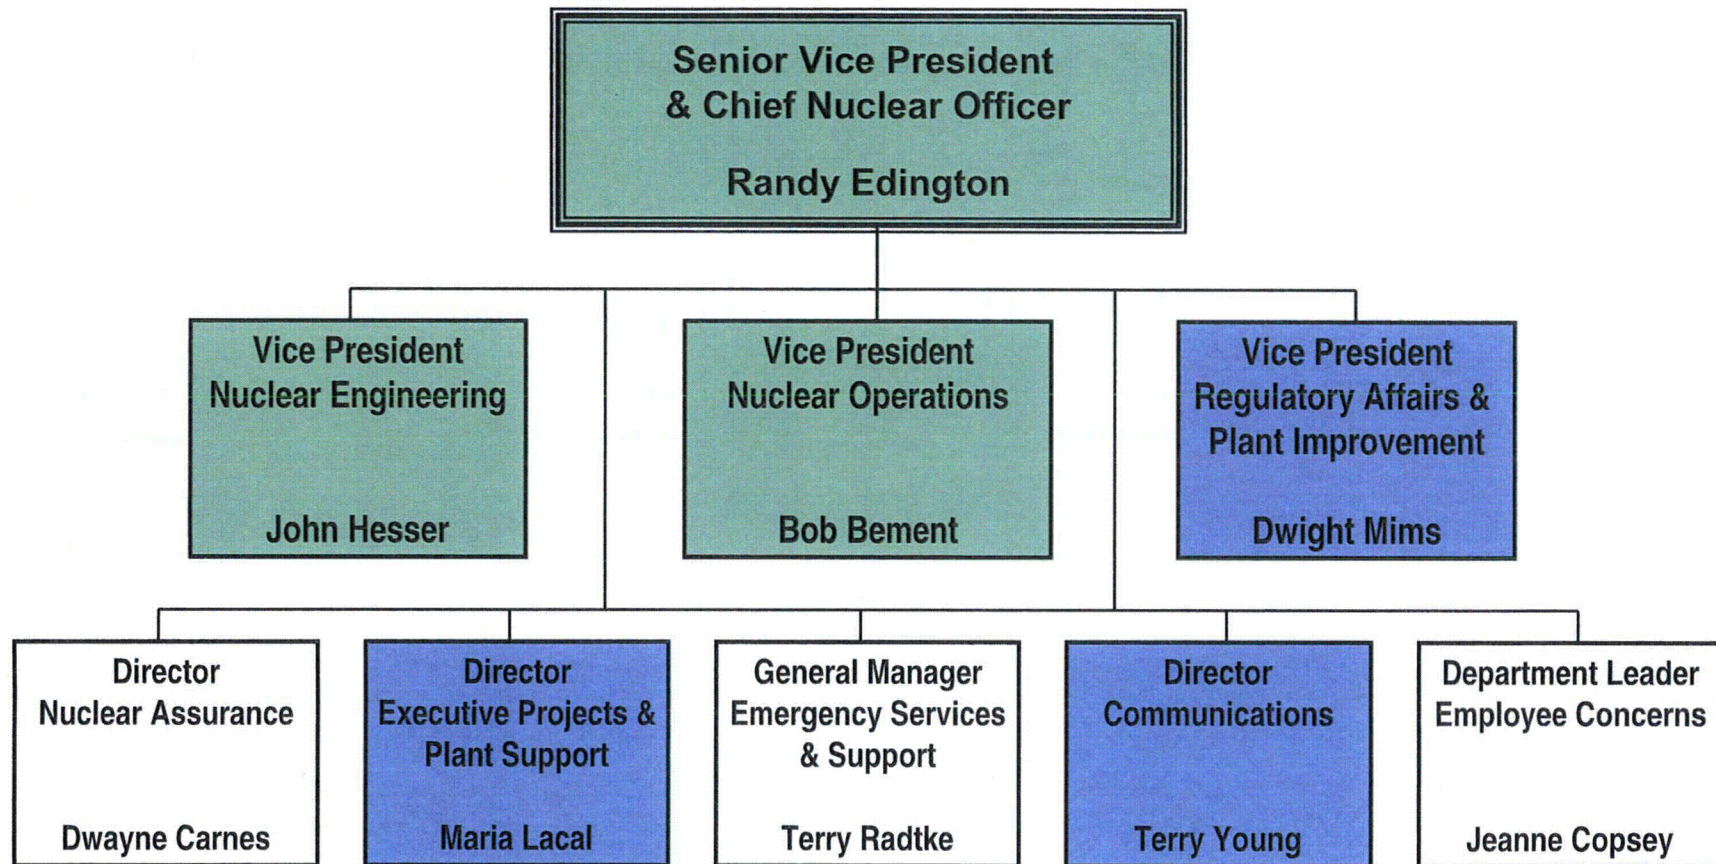 Senior Vice President
& Chief Nuclear Officer
Randy Edington
Vice President
Nuclear Engineering
John Hesser
Vice President
Nuclear Operations
Bob Bement
Vice President
Regulatory Affairs &
Plant Improvement
Dwight Mims
Director
Nuclear Assurance
Dwayne Carnes
Director
Executive Projects &
Plant Support
Maria Lacal
General Manager
Emergency Services
& Support
Terry Radtke
Director
Communications
Terry Young
Department Leader
Employee Concerns
Jeanne Copsey